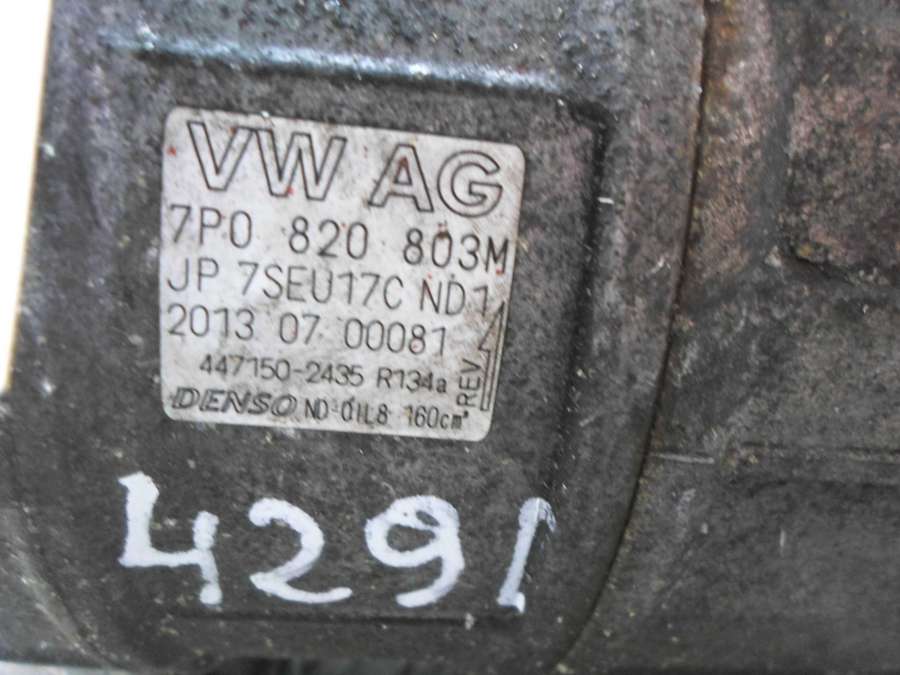 VW AG
7P0 820 803M
JP 7SEU17C ND1
2013 07 00081
447150-2435 R134a
REV
DENSO ND-OIL8 160cm³
4291